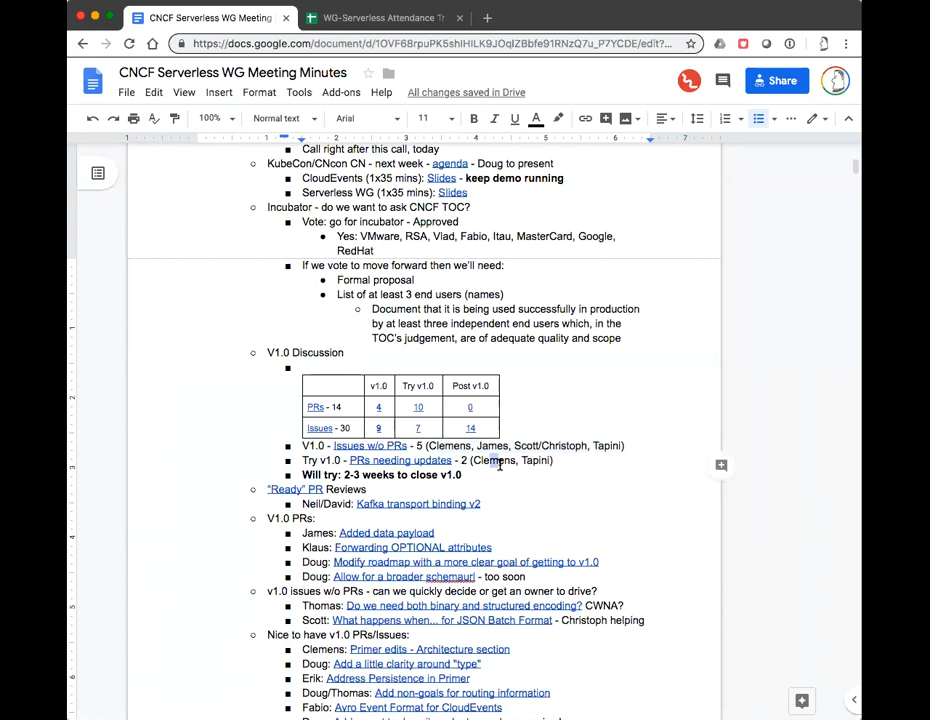 CNCF Serverless WG Meeting
WG-Serverless Attendance Tr
https://docs.google.com/document/d/1OVF68rpuPK5shIHILK9JOqIZBbfe91RNzQ7u_P7YCDE/edit?...
CNCF Serverless WG Meeting Minutes
File Edit View Insert Format Tools Add-ons Help All changes saved in Drive
Share
100% Normal text Arial 11 B I U A
1 1 2 3 4 5 6 7
Call right after this call, today
KubeCon/CNcon CN - next week - agenda - Doug to present
CloudEvents (1x35 mins): Slides - keep demo running
Serverless WG (1x35 mins): Slides
Incubator - do we want to ask CNCF TOC?
Vote: go for incubator - Approved
Yes: VMware, RSA, Vlad, Fabio, Itau, MasterCard, Google,
RedHat
If we vote to move forward then we'll need:
Formal proposal
List of at least 3 end users (names)
Document that it is being used successfully in production
by at least three independent end users which, in the
TOC's judgement, are of adequate quality and scope
V1.0 Discussion
v1.0 Try v1.0 Post v1.0
PRs - 14 4 10 0
Issues - 30 9 7 14
V1.0 - Issues w/o PRs - 5 (Clemens, James, Scott/Christoph, Tapini)
Try v1.0 - PRs needing updates - 2 (Clemens, Tapini)
Will try: 2-3 weeks to close v1.0
"Ready" PR Reviews
Neil/David: Kafka transport binding v2
V1.0 PRs:
James: Added data payload
Klaus: Forwarding OPTIONAL attributes
Doug: Modify roadmap with a more clear goal of getting to v1.0
Doug: Allow for a broader schemaurl - too soon
v1.0 issues w/o PRs - can we quickly decide or get an owner to drive?
Thomas: Do we need both binary and structured encoding? CWNA?
Scott: What happens when... for JSON Batch Format - Christoph helping
Nice to have v1.0 PRs/Issues:
Clemens: Primer edits - Architecture section
Doug: Add a little clarity around "type"
Erik: Address Persistence in Primer
Doug/Thomas: Add non-goals for routing information
Fabio: Avro Event Format for CloudEvents